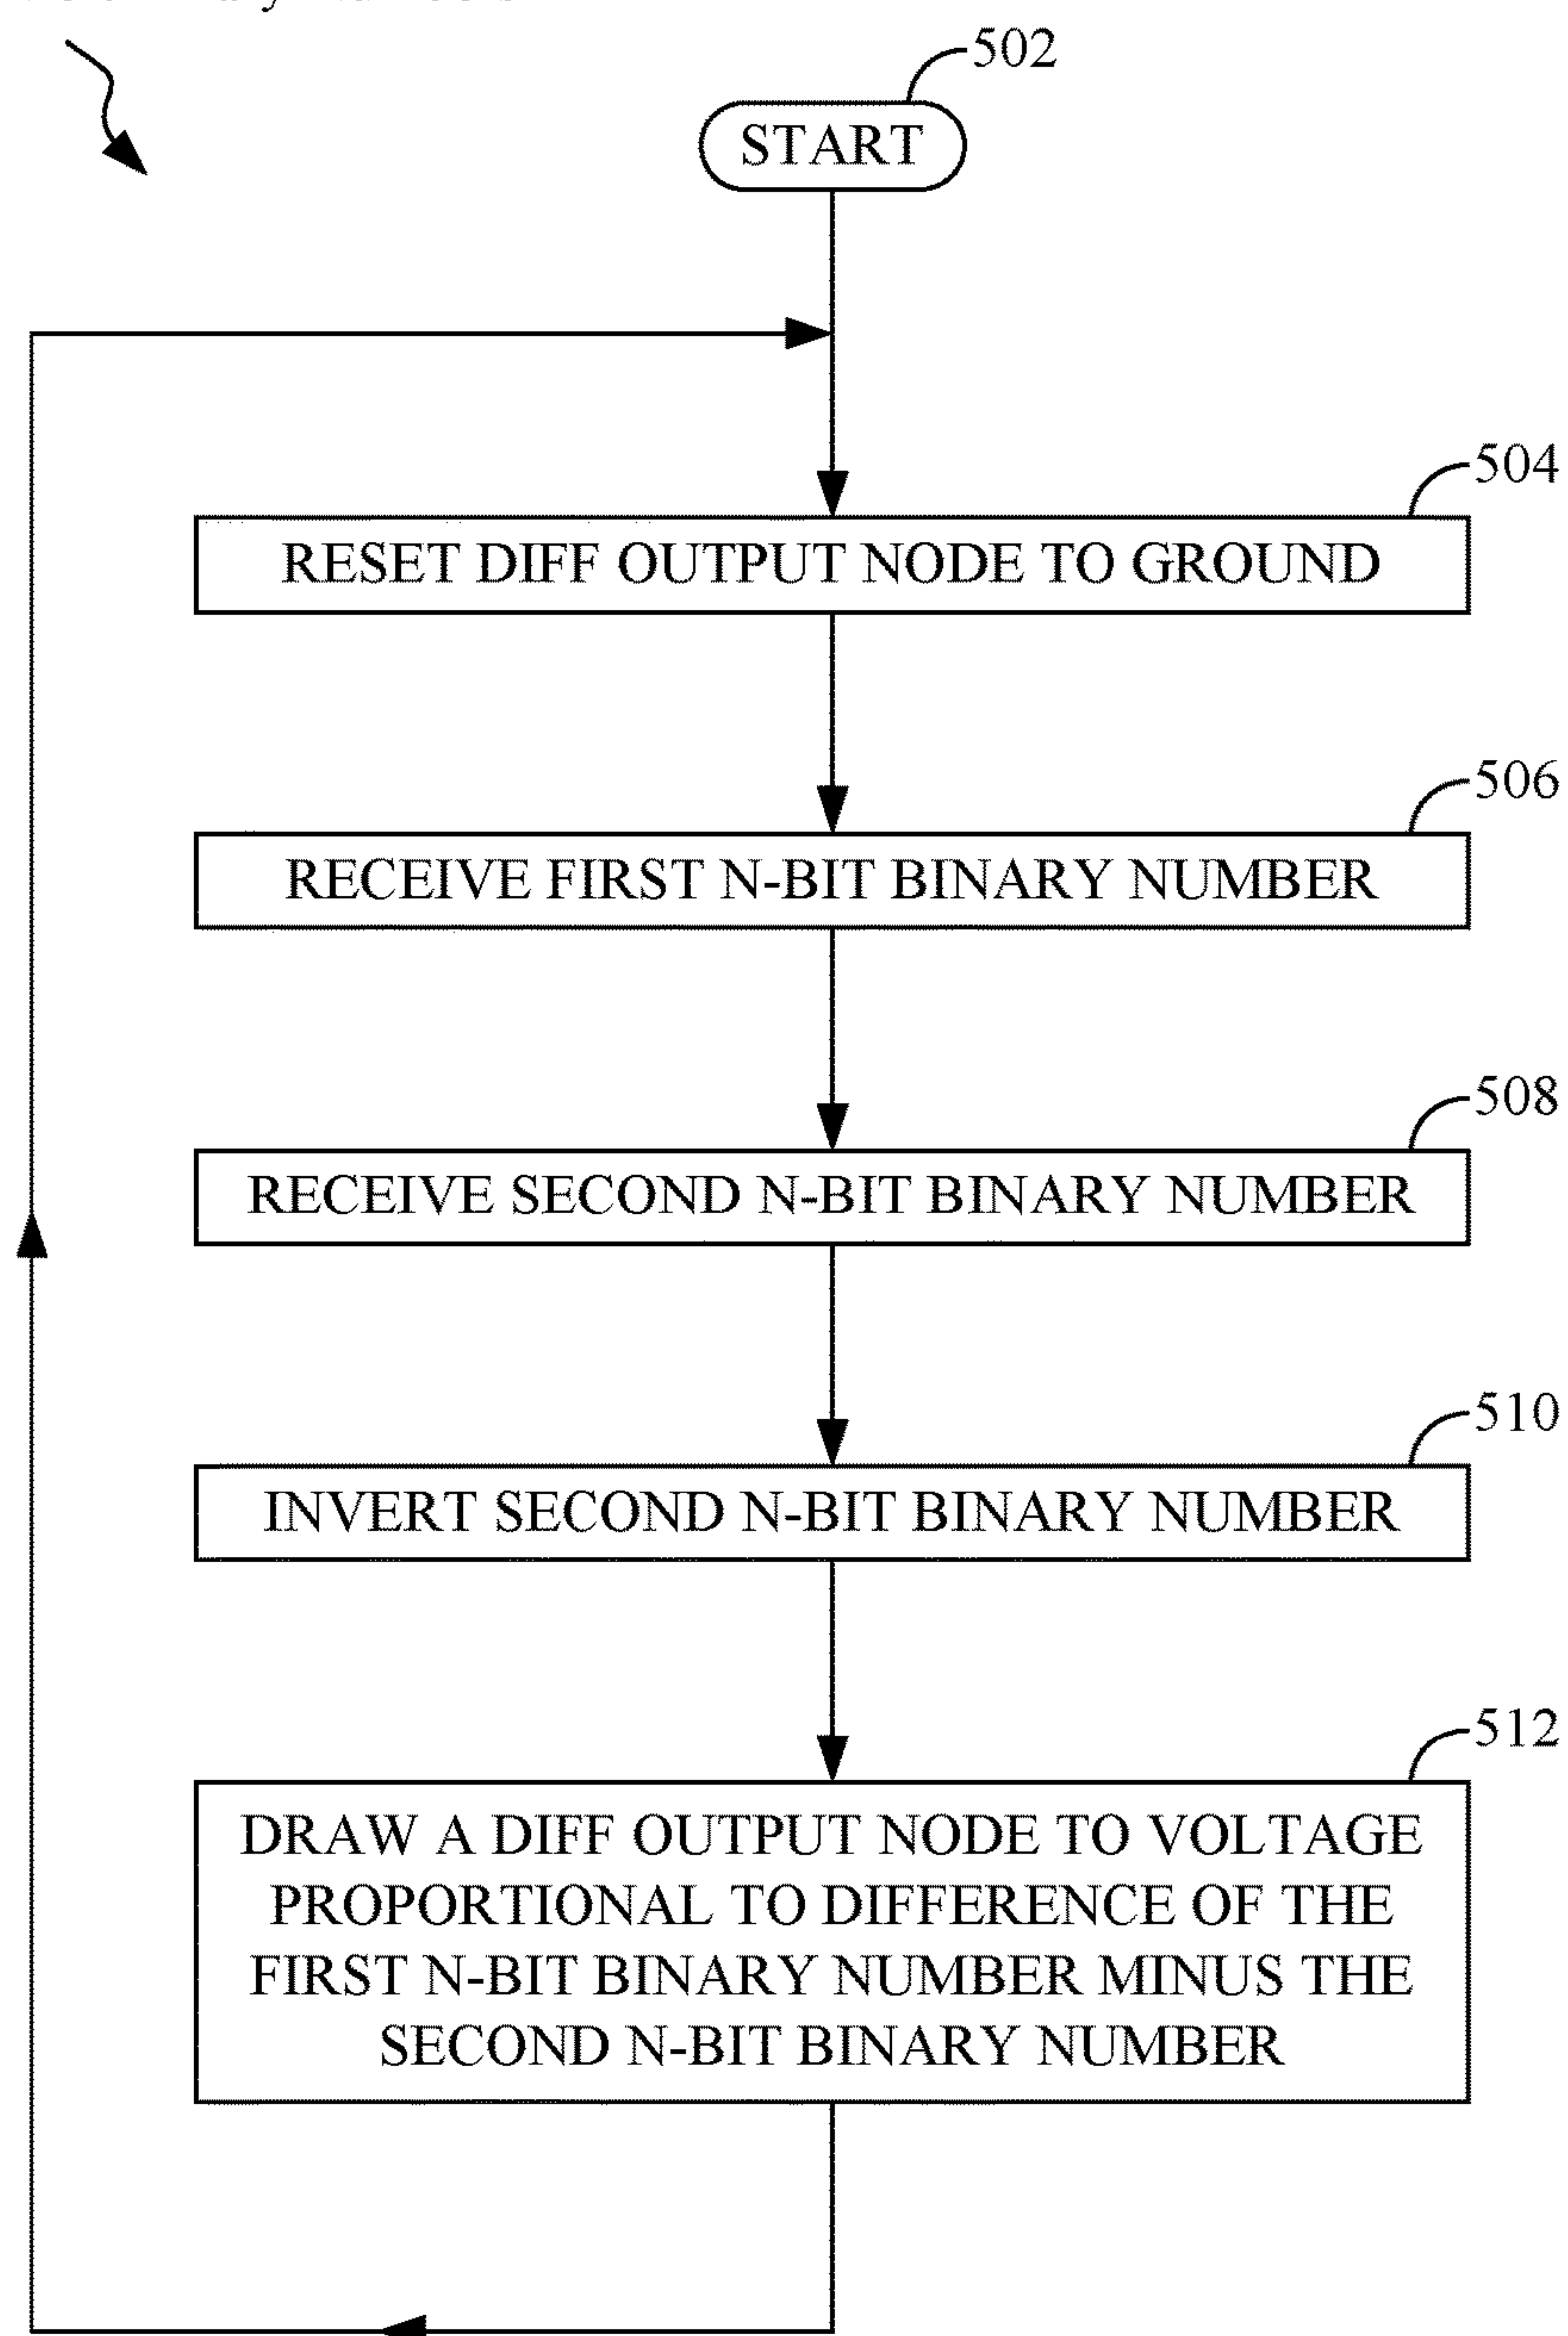 502
START
504
RESET DIFF OUTPUT NODE TO GROUND
506
RECEIVE FIRST N-BIT BINARY NUMBER
508
RECEIVE SECOND N-BIT BINARY NUMBER
510
INVERT SECOND N-BIT BINARY NUMBER
512
DRAW A DIFF OUTPUT NODE TO VOLTAGE
PROPORTIONAL TO DIFFERENCE OF THE
FIRST N-BIT BINARY NUMBER MINUS THE
SECOND N-BIT BINARY NUMBER